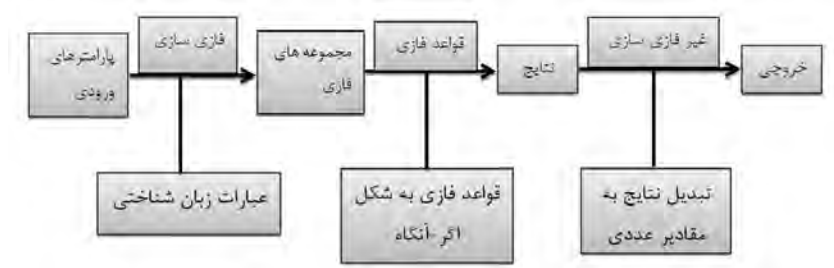 پارامترهای
ورودی
فازی سازی
مجموعه های
فازی
قواعد فازی
نتایج
غیر فازی سازی
خروجی
عبارات زبان شناختی
قواعد فازی به شکل
اگر-آنگاه
تبدیل نتایج به
مقادیر عددی